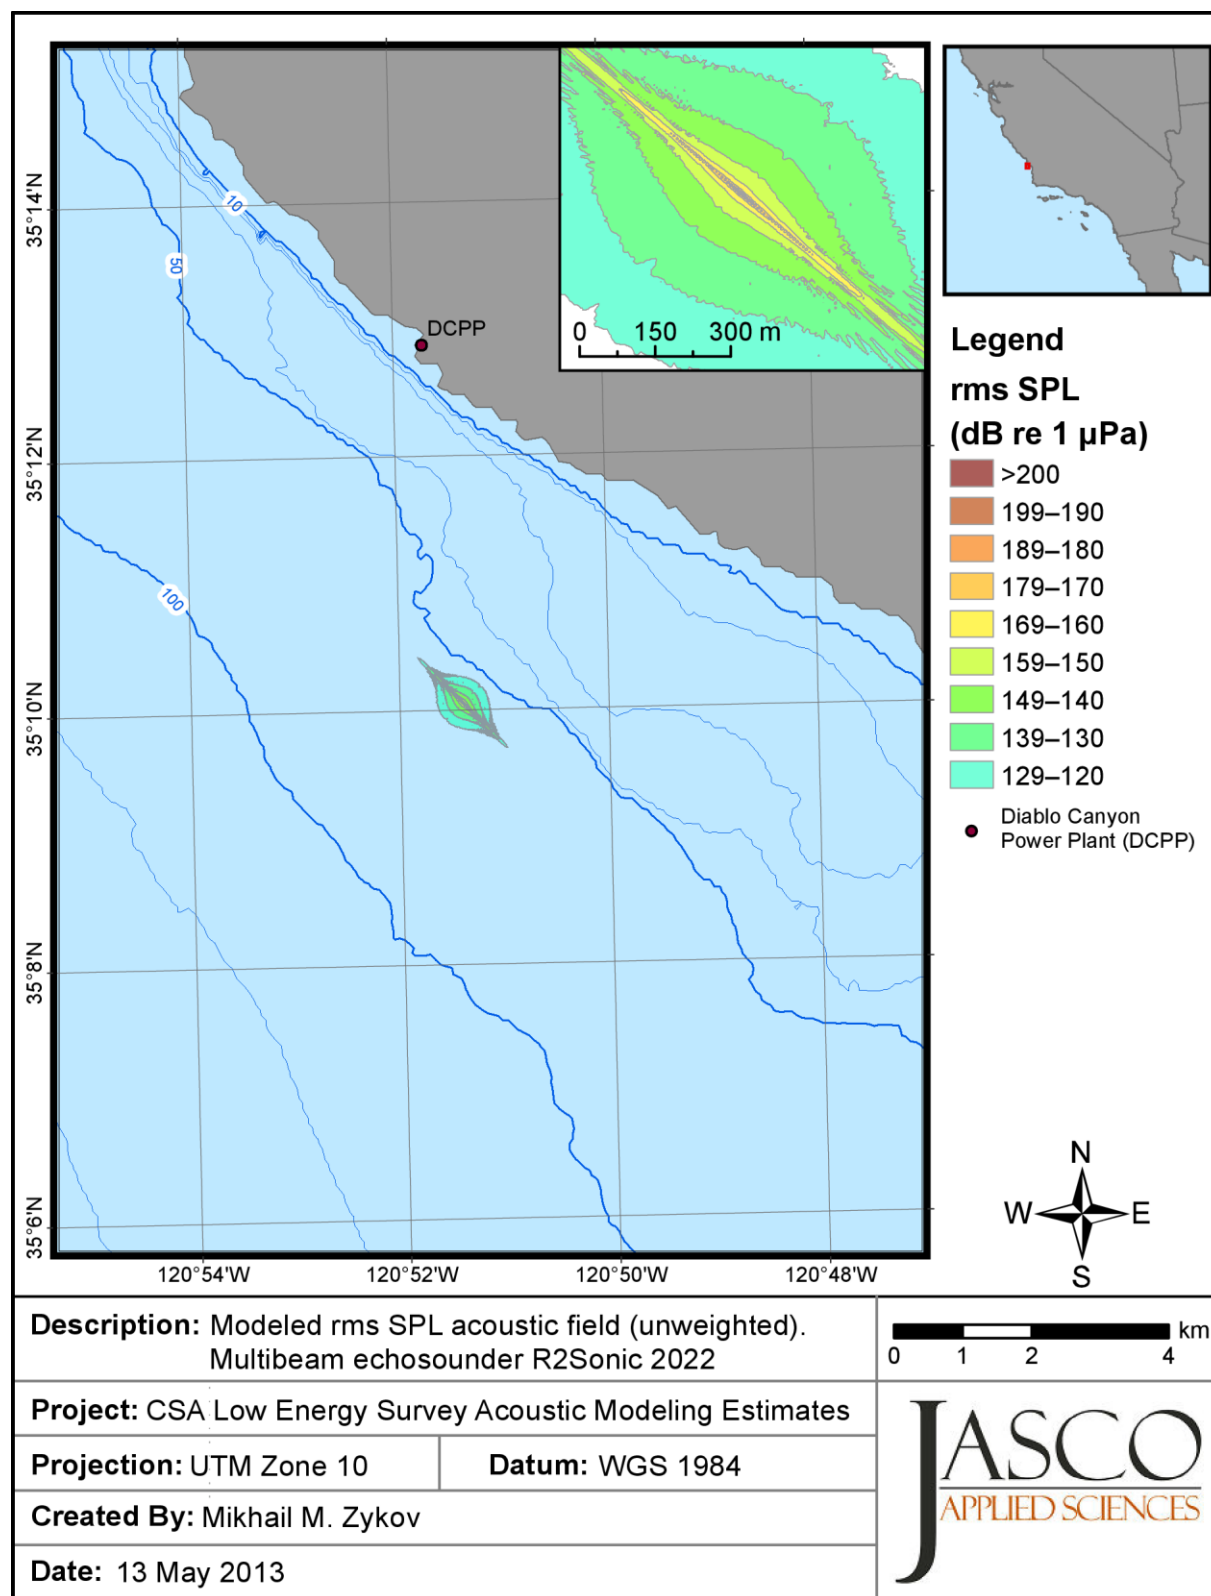 35°14'N
35°12'N
35°10'N
35°8'N
35°6'N
120°54'W
120°52'W
120°50'W
120°48'W
10
50
100
DCPP
0 150 300 m
Legend
rms SPL
(dB re 1 µPa)
>200
199–190
189–180
179–170
169–160
159–150
149–140
139–130
129–120
Diablo Canyon
Power Plant (DCPP)
N
W E
S
Description: Modeled rms SPL acoustic field (unweighted).
Multibeam echosounder R2Sonic 2022
Project: CSA Low Energy Survey Acoustic Modeling Estimates
Projection: UTM Zone 10 Datum: WGS 1984
Created By: Mikhail M. Zykov
Date: 13 May 2013
km
0 1 2 4
JASCO
APPLIED SCIENCES